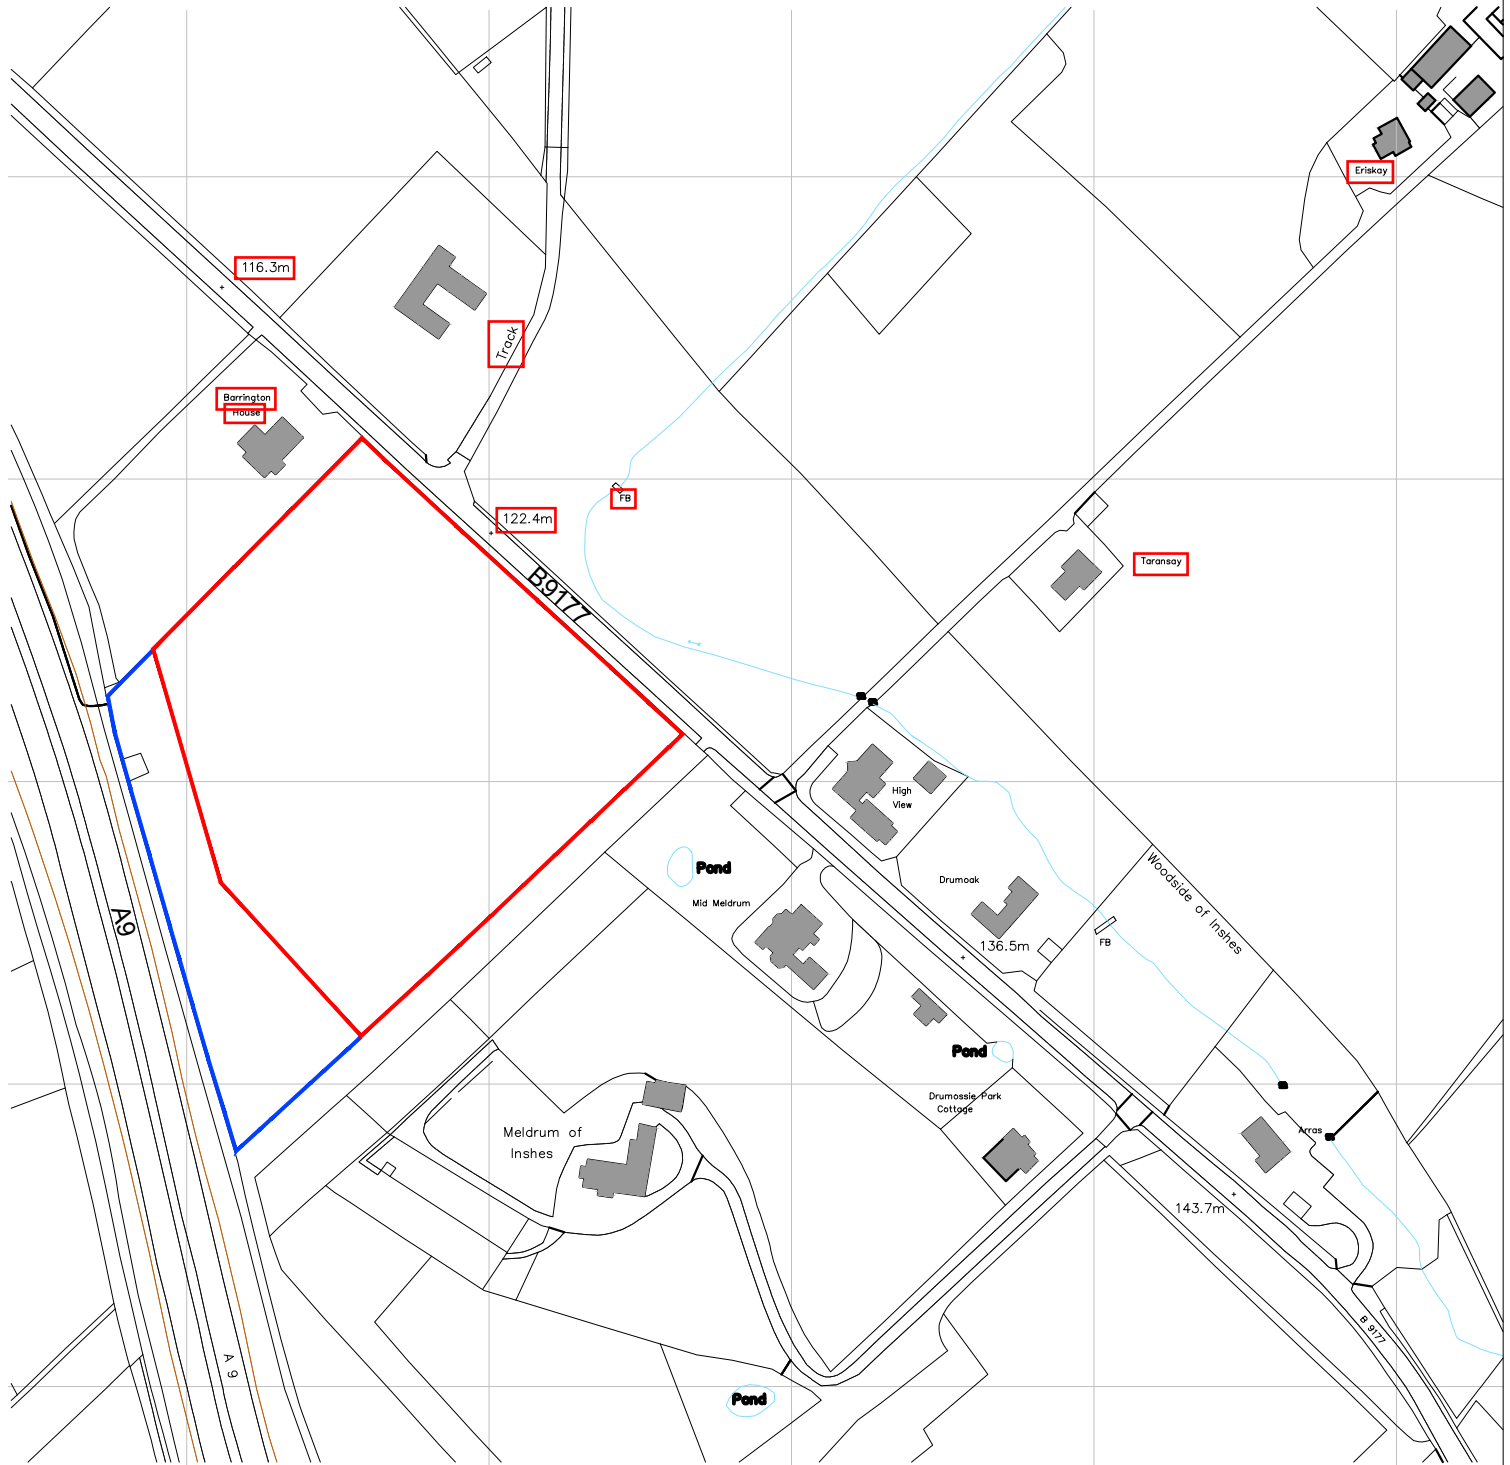 Eriskay
116.3m
Track
Barrington
House
FB
122.4m
Taransay
B9177
High
View
Pond
Drumoak
Mid Meldrum
Woodside of Inshes
A9
136.5m
FB
Pond
Drumossie Park
Cottage
Meldrum of
Inshes
Arras
143.7m
B 9177
A 9
Pond